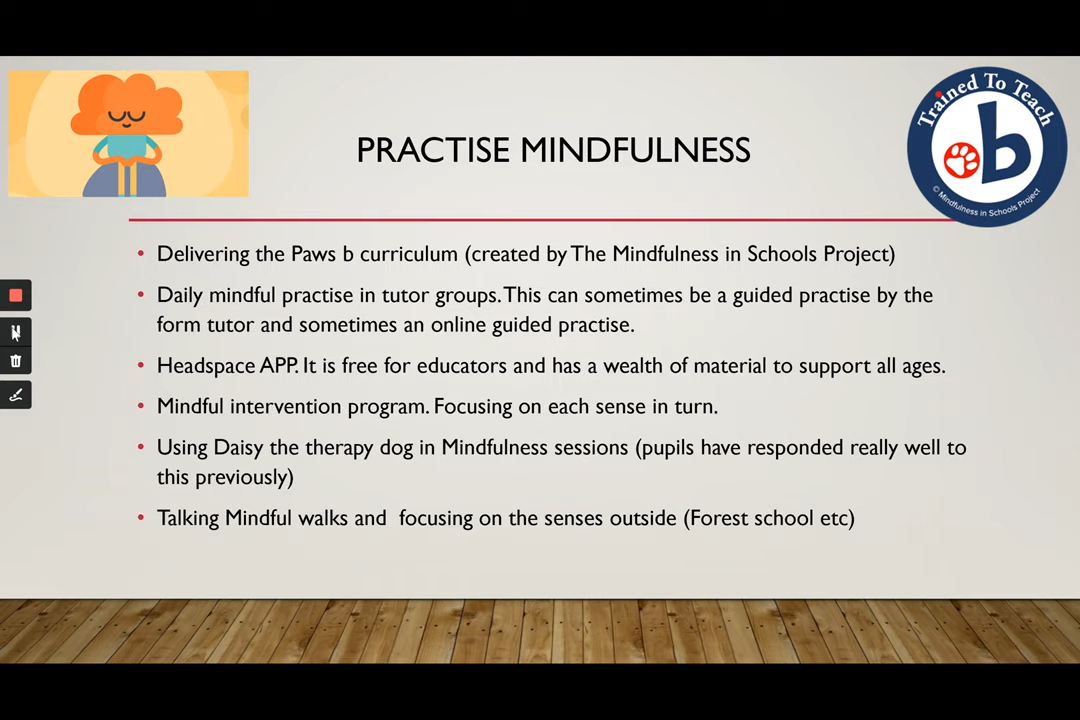 Trained To Teach
b
© Mindfulness in Schools Project
PRACTISE MINDFULNESS
• Delivering the Paws b curriculum (created by The Mindfulness in Schools Project)
• Daily mindful practise in tutor groups. This can sometimes be a guided practise by the
form tutor and sometimes an online guided practise.
• Headspace APP. It is free for educators and has a wealth of material to support all ages.
• Mindful intervention program. Focusing on each sense in turn.
• Using Daisy the therapy dog in Mindfulness sessions (pupils have responded really well to
this previously)
• Talking Mindful walks and  focusing on the senses outside (Forest school etc)